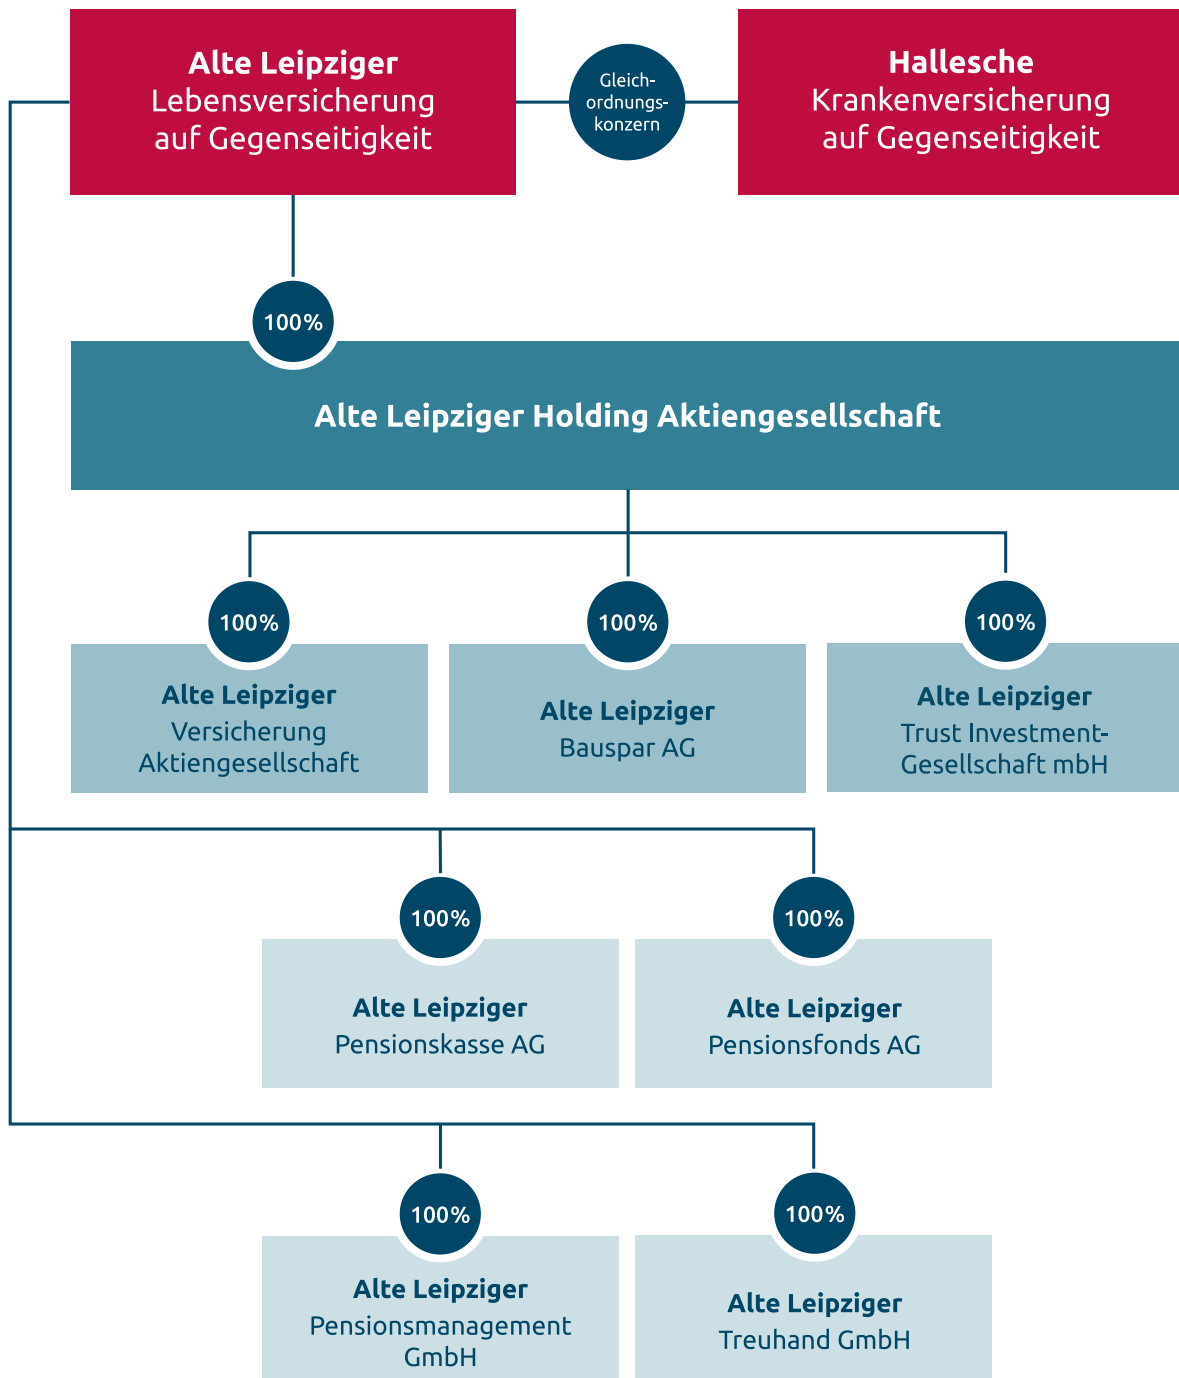 Alte Leipziger
Lebensversicherung
auf Gegenseitigkeit
Gleich-
ordnungs-
konzern
Hallesche
Krankenversicherung
auf Gegenseitigkeit
100%
Alte Leipziger Holding Aktiengesellschaft
100%
Alte Leipziger
Versicherung
Aktiengesellschaft
100%
Alte Leipziger
Bauspar AG
100%
Alte Leipziger
Trust Investment-
Gesellschaft mbH
100%
Alte Leipziger
Pensionskasse AG
100%
Alte Leipziger
Pensionsfonds AG
100%
Alte Leipziger
Pensionsmanagement
GmbH
100%
Alte Leipziger
Treuhand GmbH